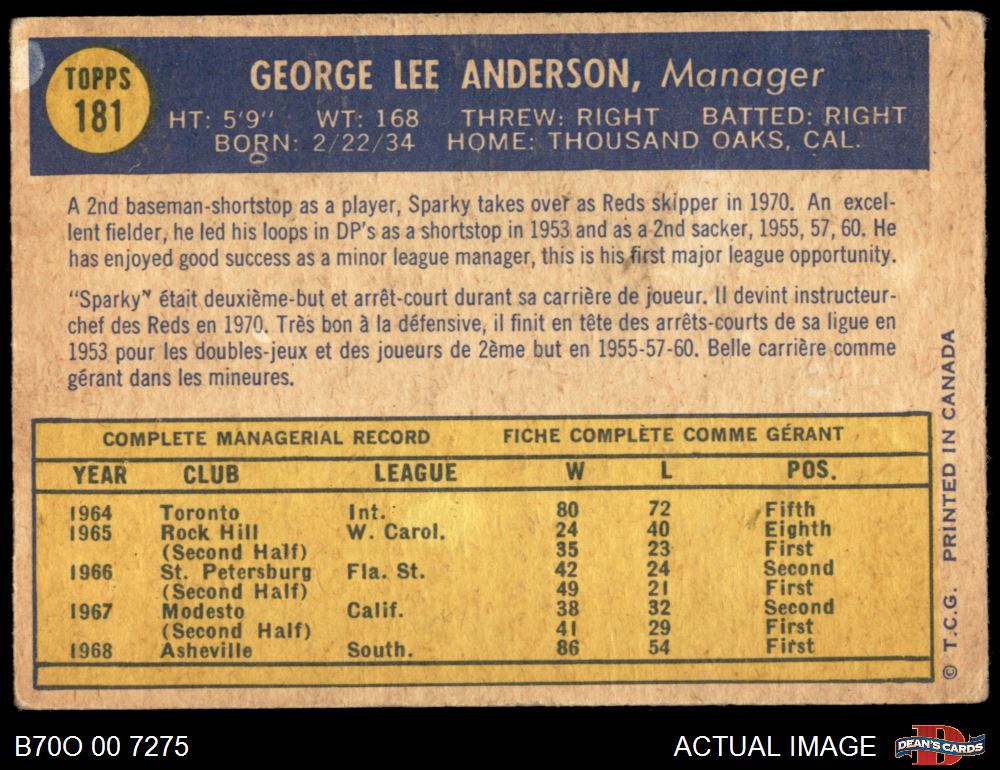 TOPPS
181
GEORGE LEE ANDERSON, Manager
HT: 5'9" WT: 168 THREW: RIGHT BATTED: RIGHT
BORN: 2/22/34 HOME: THOUSAND OAKS, CAL.
A 2nd baseman-shortstop as a player, Sparky takes over as Reds skipper in 1970. An excel-
lent fielder, he led his loops in DP's as a shortstop in 1953 and as a 2nd sacker, 1955, 57, 60. He
has enjoyed good success as a minor league manager, this is his first major league opportunity.
"Sparky" était deuxième-but et arrêt-court durant sa carrière de joueur. Il devint instructeur-
chef des Reds en 1970. Très bon à la défensive, il finit en tête des arrêts-courts de sa ligue en
1953 pour les doubles-jeux et des joueurs de 2ème but en 1955-57-60. Belle carrière comme
gérant dans les mineures.
COMPLETE MANAGERIAL RECORD FICHE COMPLÈTE COMME GÉRANT
YEAR CLUB LEAGUE W L POS.
1964 Toronto Int. 80 72 Fifth
1965 Rock Hill W. Carol. 24 40 Eighth
(Second Half) 35 23 First
1966 St. Petersburg Fla. St. 42 24 Second
(Second Half) 49 21 First
1967 Modesto Calif. 38 32 Second
(Second Half) 41 29 First
1968 Asheville South. 86 54 First
© T.C.G. PRINTED IN CANADA
B70O 00 7275
ACTUAL IMAGE
D
DEAN'S CARDS